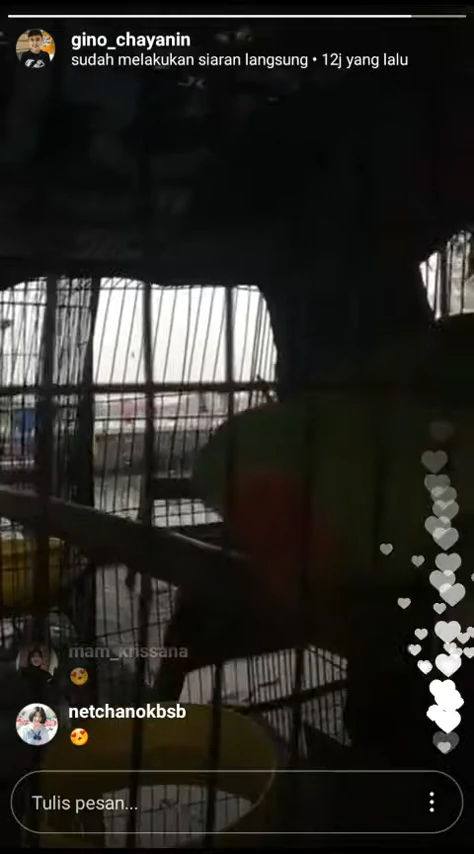 gino_chayanin
sudah melakukan siaran langsung • 12j yang lalu
mam_krissana
😍
netchanokbsb
😍
Tulis pesan...